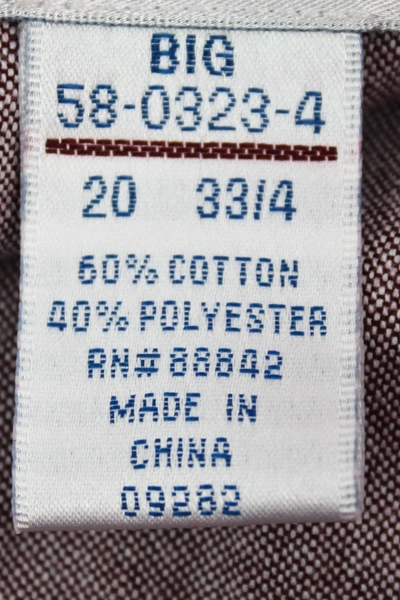 BIG
58-0323-4
20 33/4
60% COTTON
40% POLYESTER
RN# 88842
MADE IN
CHINA
09282